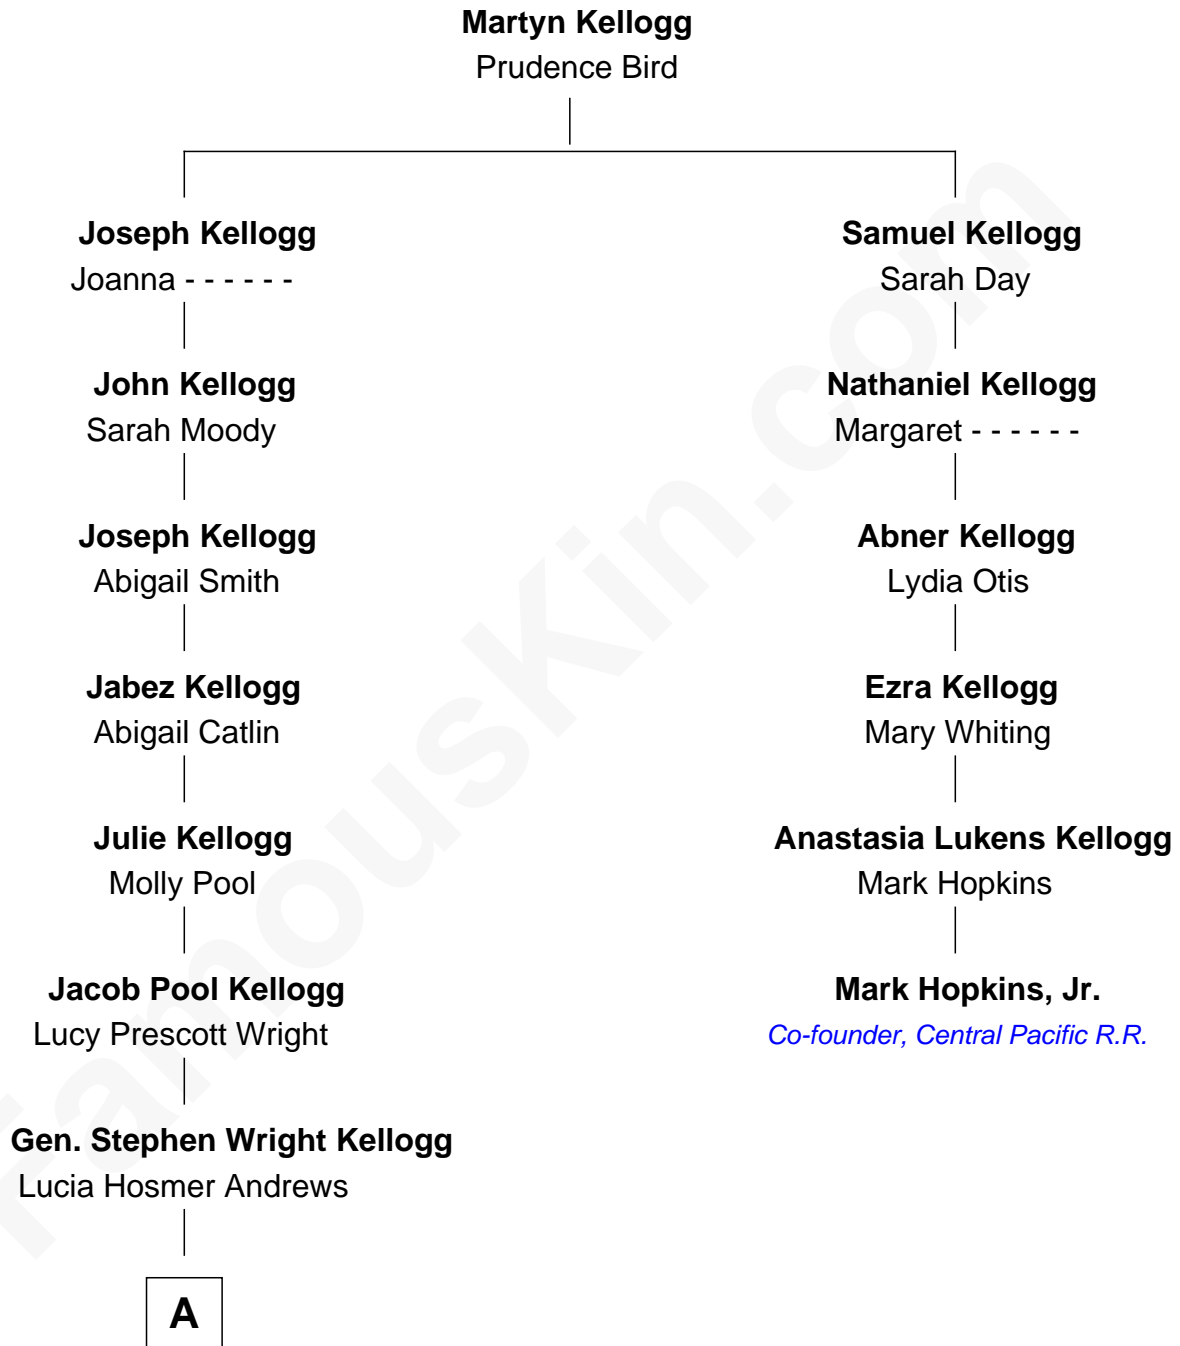 Martyn Kellogg
Prudence Bird
Joseph Kellogg
Joanna - - - - - -
Samuel Kellogg
Sarah Day
John Kellogg
Sarah Moody
Nathaniel Kellogg
Margaret - - - - - -
Joseph Kellogg
Abigail Smith
Abner Kellogg
Lydia Otis
Jabez Kellogg
Abigail Catlin
Ezra Kellogg
Mary Whiting
Julie Kellogg
Molly Pool
Anastasia Lukens Kellogg
Mark Hopkins
Jacob Pool Kellogg
Lucy Prescott Wright
Mark Hopkins, Jr.
Co-founder, Central Pacific R.R.
Gen. Stephen Wright Kellogg
Lucia Hosmer Andrews
A
FamousKin.com